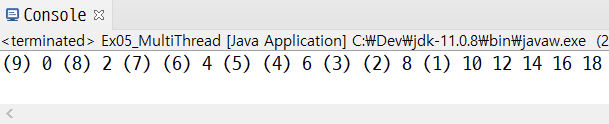 Console
<terminated> Ex05_MultiThread [Java Application] C:₩Dev₩jdk-11.0.8₩bin₩javaw.exe (2
(9) 0 (8) 2 (7) (6) 4 (5) (4) 6 (3) (2) 8 (1) 10 12 14 16 18